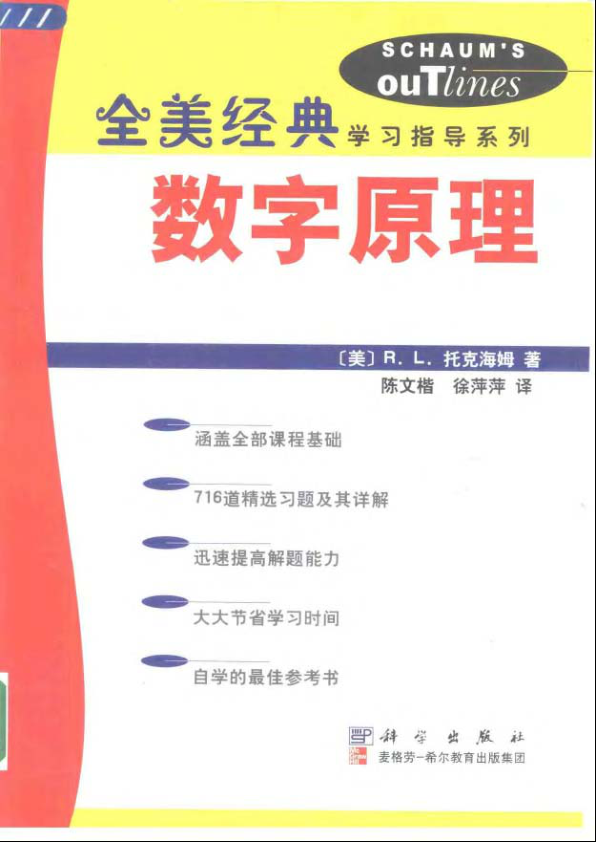 SCHAUM'S
ouTlines
全美经典 学习指导系列
数字原理
〔美〕R. L. 托克海姆 著
陈文楷 徐萍萍 译
涵盖全部课程基础
716道精选习题及其详解
迅速提高解题能力
大大节省学习时间
自学的最佳参考书
科学出版社
麦格劳-希尔教育出版集团